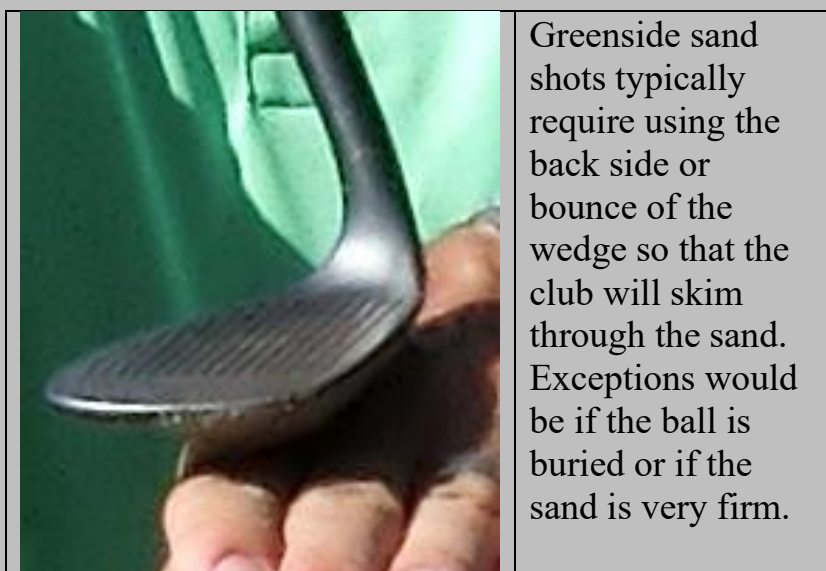 Greenside sand
shots typically
require using the
back side or
bounce of the
wedge so that the
club will skim
through the sand.
Exceptions would
be if the ball is
buried or if the
sand is very firm.